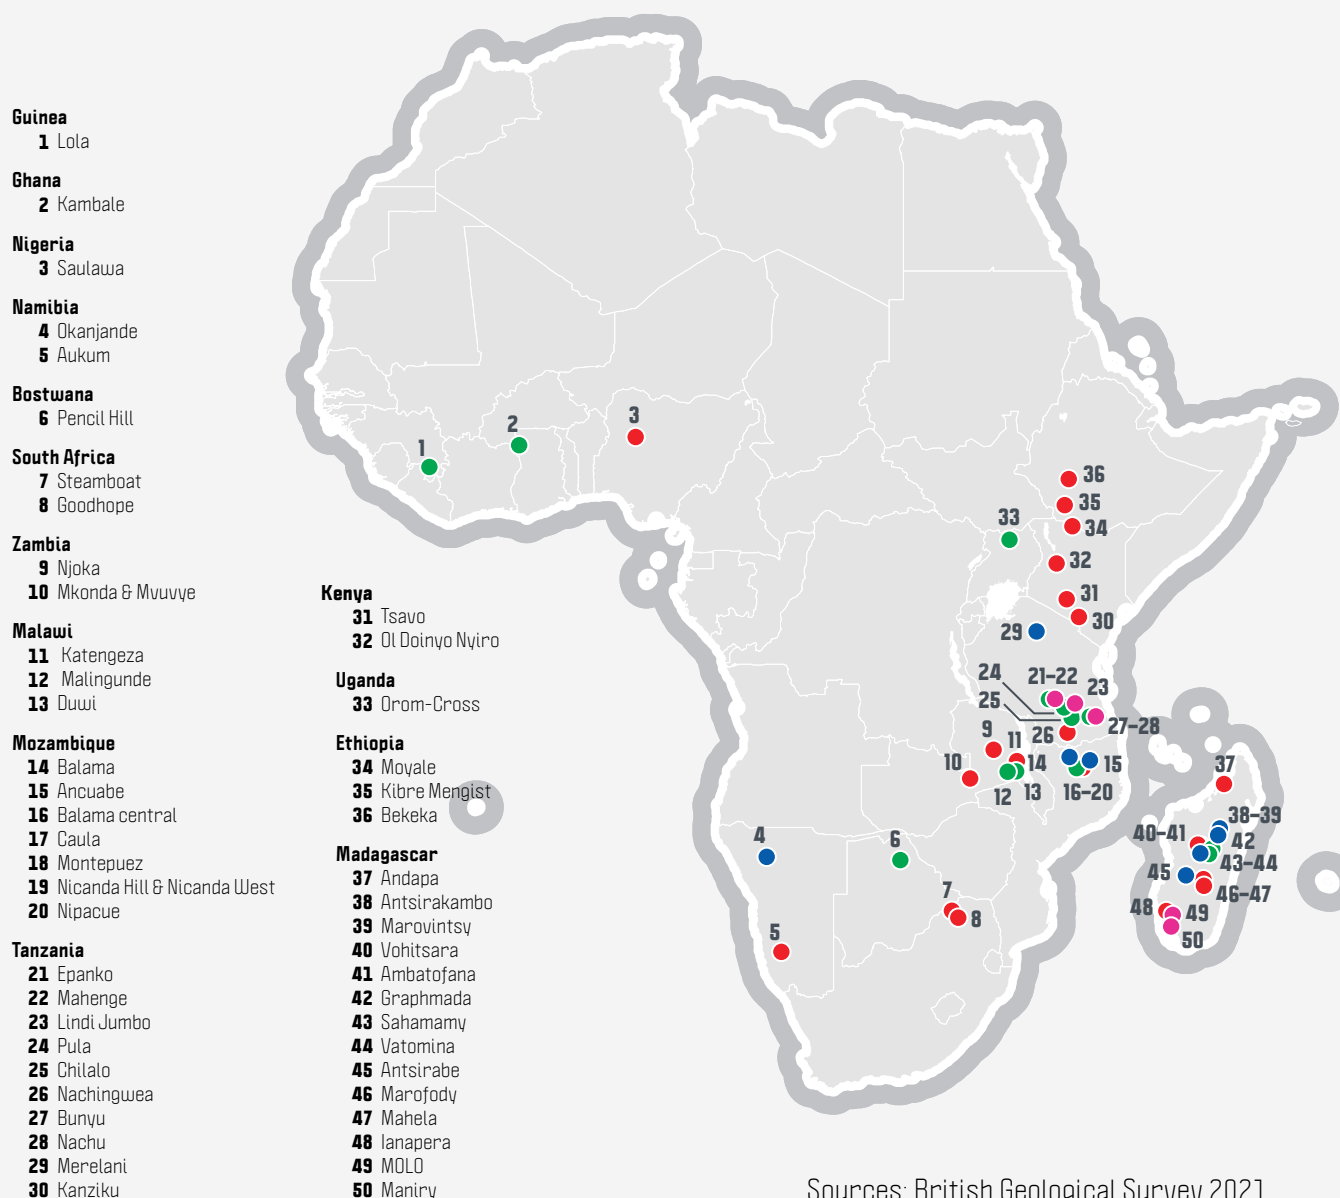 Guinea
1 Lola
Ghana
2 Kambale
Nigeria
3 Saulawa
Namibia
4 Okanjande
5 Aukum
Bostwana
6 Pencil Hill
South Africa
7 Steamboat
8 Goodhope
Zambia
9 Njoka
10 Mkonda & Mvuvye
Malawi
11 Katengeza
12 Malingunde
13 Duwi
Mozambique
14 Balama
15 Ancuabe
16 Balama central
17 Caula
18 Montepuez
19 Nicanda Hill & Nicanda West
20 Nipacue
Tanzania
21 Epanko
22 Mahenge
23 Lindi Jumbo
24 Pula
25 Chilalo
26 Nachingwea
27 Bunyu
28 Nachu
29 Merelani
30 Kanziku
Kenya
31 Tsavo
32 Ol Doinyo Nyiro
Uganda
33 Orom-Cross
Ethiopia
34 Moyale
35 Kibre Mengist
36 Bekeka
Madagascar
37 Andapa
38 Antsirakambo
39 Marovintsy
40 Vohitsara
41 Ambatofana
42 Graphmada
43 Sahamamy
44 Vatomina
45 Antsirabe
46 Marofody
47 Mahela
48 Ianapera
49 MOLO
50 Maniry
1
2
3
36
35
34
33
32
31
30
29
24
21–22
23
25
26
27–28
9
11
14
15
10
12
13
16–20
37
38–39
40–41
42
43–44
45
46–47
48
49
50
4
6
7
8
5
Sources: British Geological Survey 2021